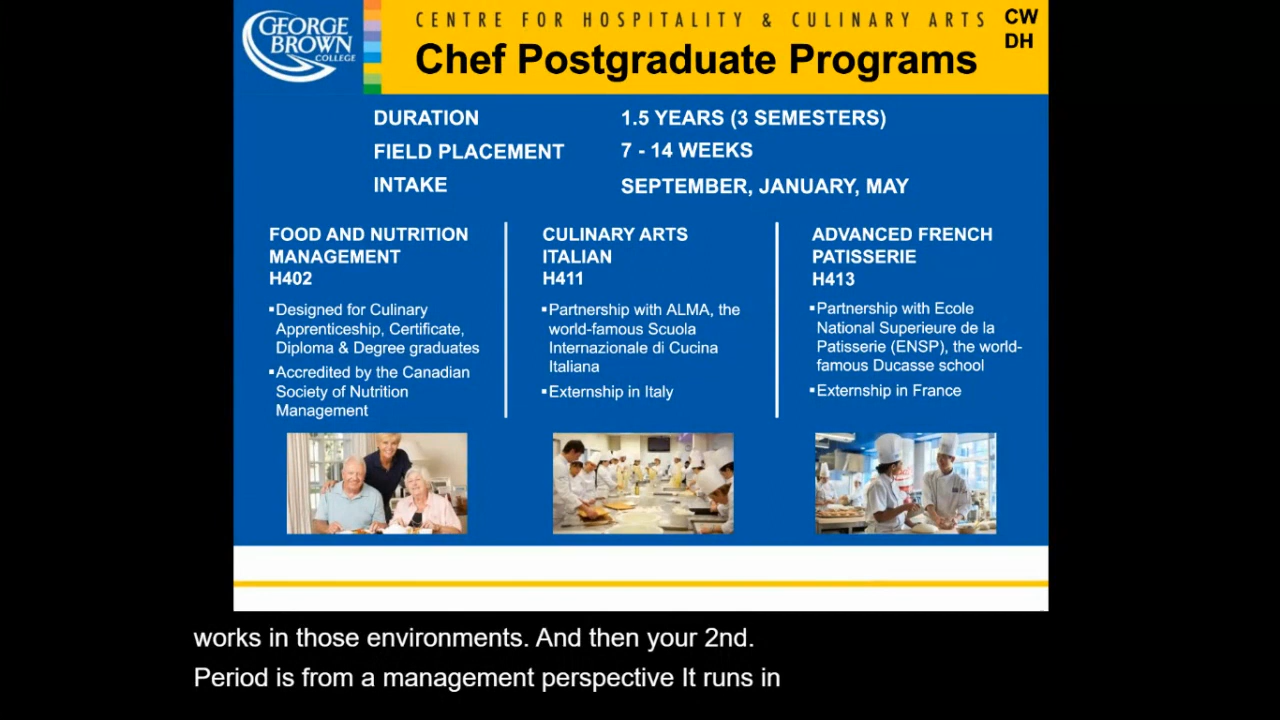 GEORGE
BROWN
COLLEGE
CENTRE FOR HOSPITALITY & CULINARY ARTS
Chef Postgraduate Programs
CW
DH
DURATION 1.5 YEARS (3 SEMESTERS)
FIELD PLACEMENT 7 - 14 WEEKS
INTAKE SEPTEMBER, JANUARY, MAY
FOOD AND NUTRITION
MANAGEMENT
H402
▪Designed for Culinary
Apprenticeship, Certificate,
Diploma & Degree graduates
▪Accredited by the Canadian
Society of Nutrition
Management
CULINARY ARTS
ITALIAN
H411
▪Partnership with ALMA, the
world-famous Scuola
Internazionale di Cucina
Italiana
▪Externship in Italy
ADVANCED FRENCH
PATISSERIE
H413
▪Partnership with Ecole
National Superieure de la
Patisserie (ENSP), the world-
famous Ducasse school
▪Externship in France
works in those environments. And then your 2nd.
Period is from a management perspective It runs in